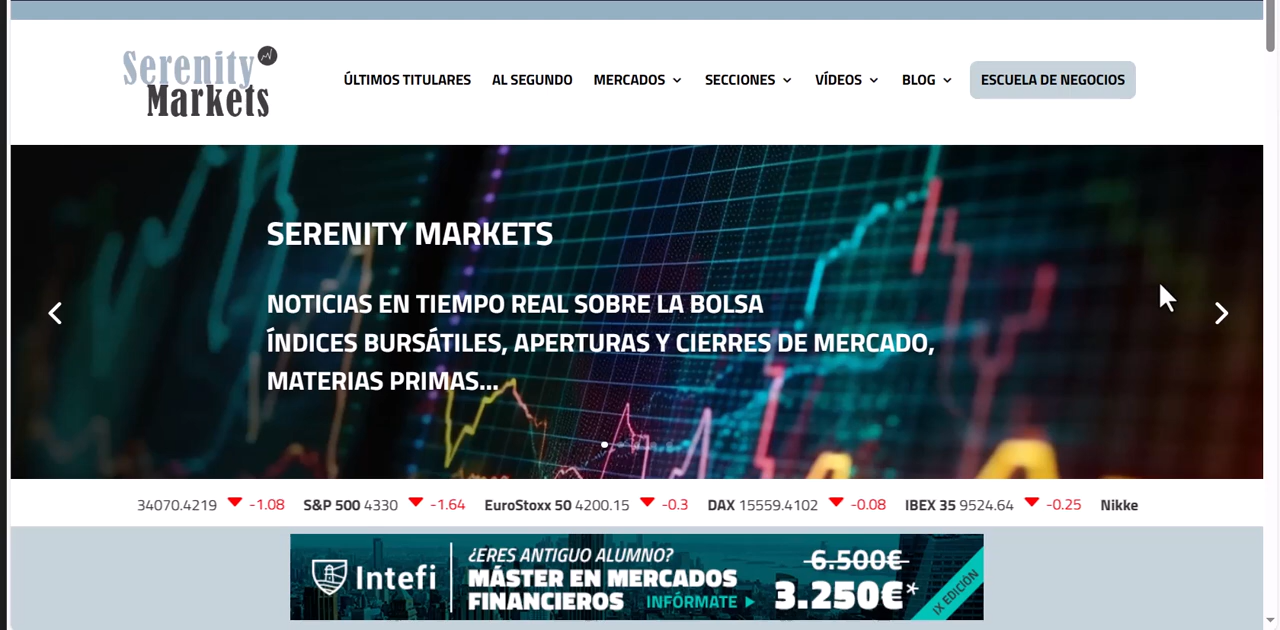 Serenity
Markets
ÚLTIMOS TITULARES AL SEGUNDO MERCADOS SECCIONES VÍDEOS BLOG ESCUELA DE NEGOCIOS
SERENITY MARKETS
NOTICIAS EN TIEMPO REAL SOBRE LA BOLSA
ÍNDICES BURSÁTILES, APERTURAS Y CIERRES DE MERCADO,
MATERIAS PRIMAS...
34070.4219 -1.08 S&P 500 4330 -1.64 EuroStoxx 50 4200.15 -0.3 DAX 15559.4102 -0.08 IBEX 35 9524.64 -0.25 Nikke
Intefi
¿ERES ANTIGUO ALUMNO?
MÁSTER EN MERCADOS
FINANCIEROS INFÓRMATE
6.500€
3.250€*
IX EDICIÓN